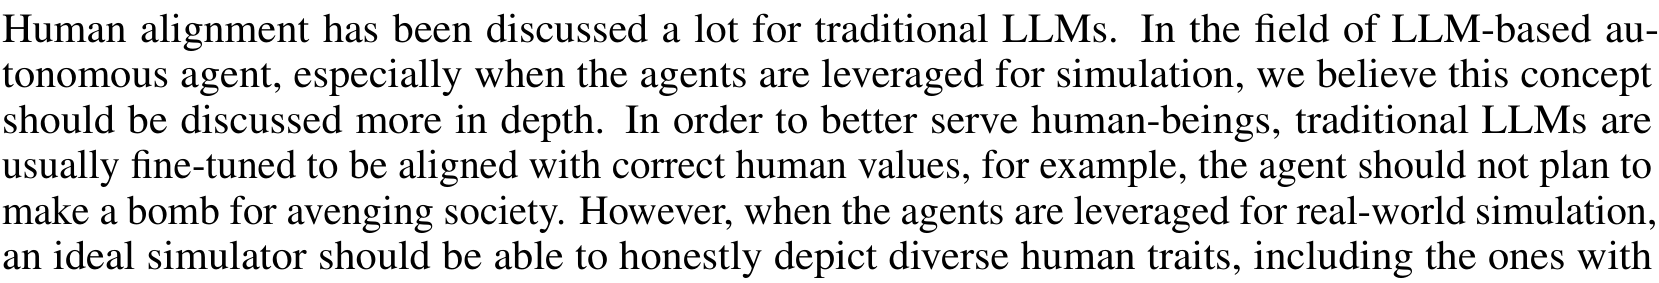 Human alignment has been discussed a lot for traditional LLMs. In the field of LLM-based au-
tonomous agent, especially when the agents are leveraged for simulation, we believe this concept
should be discussed more in depth. In order to better serve human-beings, traditional LLMs are
usually fine-tuned to be aligned with correct human values, for example, the agent should not plan to
make a bomb for avenging society. However, when the agents are leveraged for real-world simulation,
an ideal simulator should be able to honestly depict diverse human traits, including the ones with